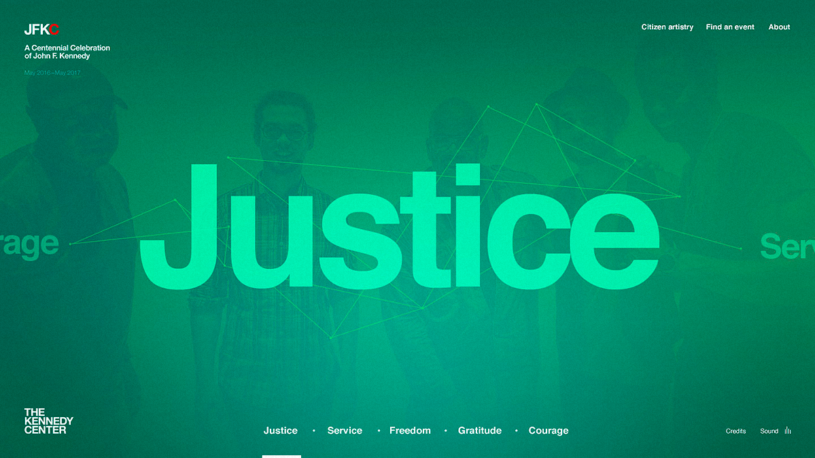 JFKC
A Centennial Celebration
of John F. Kennedy
May 2016–May 2017
Citizen artistry Find an event About
rage Justice Serv
THE
KENNEDY
CENTER
Justice • Service • Freedom • Gratitude • Courage
Credits Sound